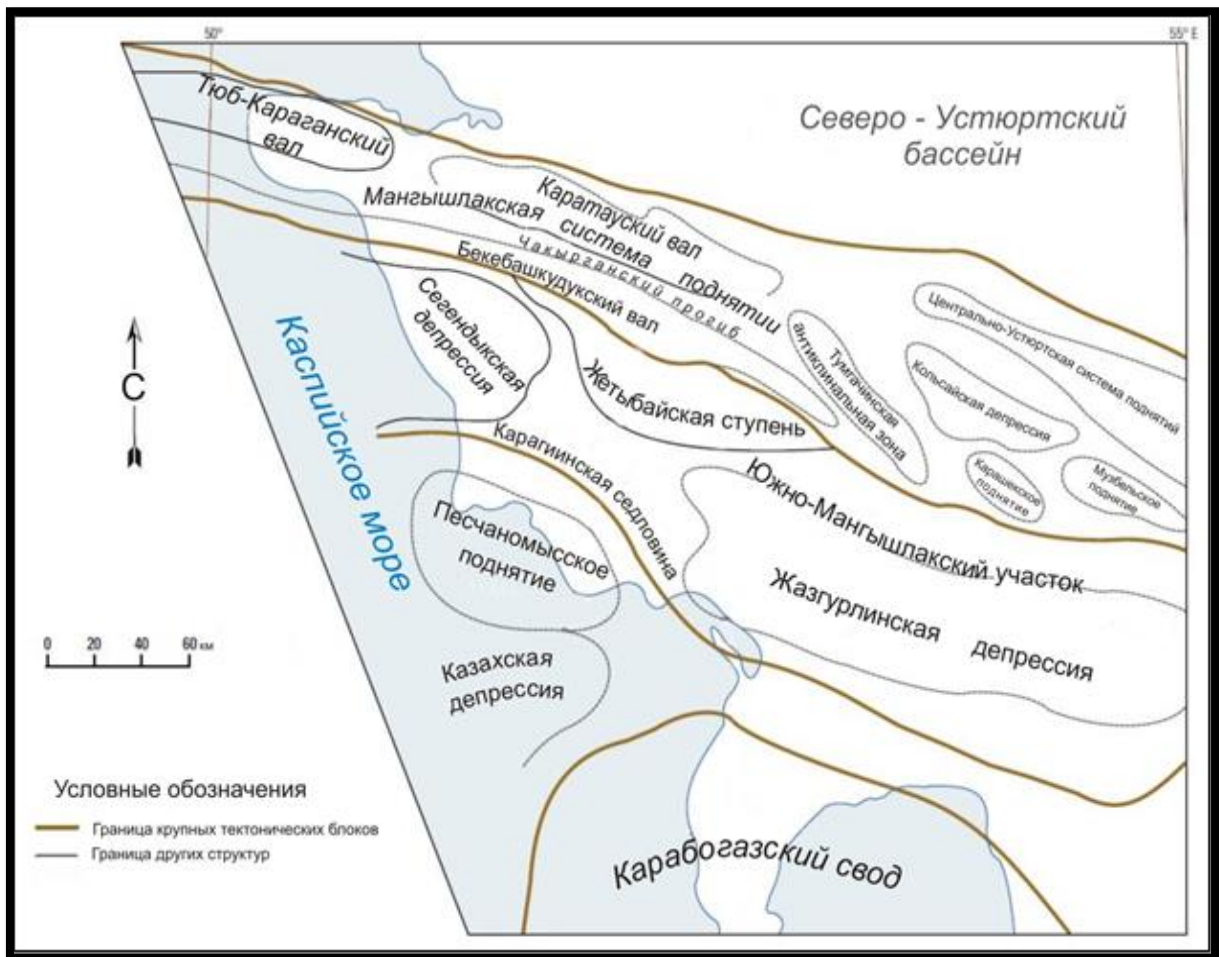 50°
55° E
Северо - Устюртский
бассейн
Тюб-Караганский
вал
Каратауский вал
Мангышлакская система поднятии
Чакырганский прогиб
Бекебашкудукский вал
Сегендыкская
депрессия
Жетыбайская ступень
Тумгачинская
антиклинальная зона
Центрально-Устюртская система поднятий
Кольсайская депрессия
Карашекское
поднятие
Музбельское
поднятие
Каспийское море
С
Карагиинская седловина
Южно-Мангышлакский участок
Песчаномысское
поднятие
Жазгурлинская депрессия
Казахская
депрессия
0 20 40 60 км
Карабогазский свод
Условные обозначения
Граница крупных тектонических блоков
Граница других структур